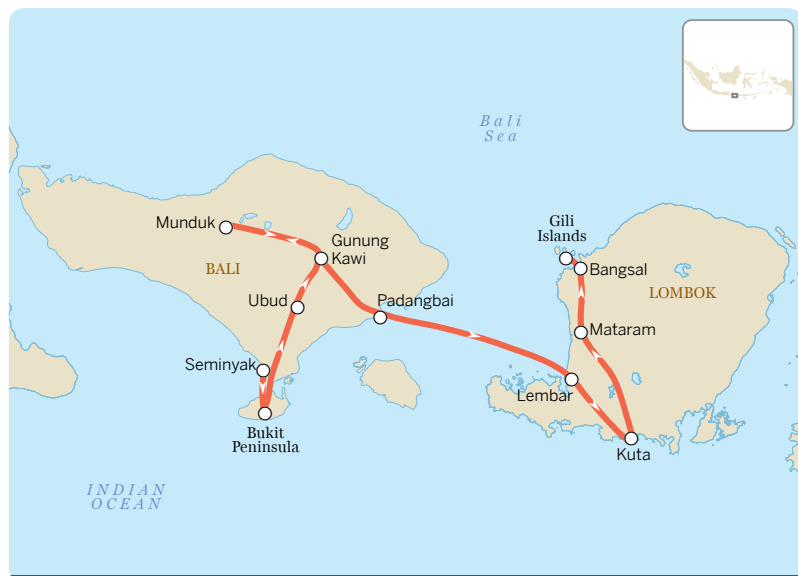 Bali
Sea
Munduk
Gunung
Kawi
BALI
Ubud
Padangbai
Seminyak
Bukit
Peninsula
Gili
Islands
Bangsal
LOMBOK
Mataram
Lembar
Kuta
INDIAN
OCEAN